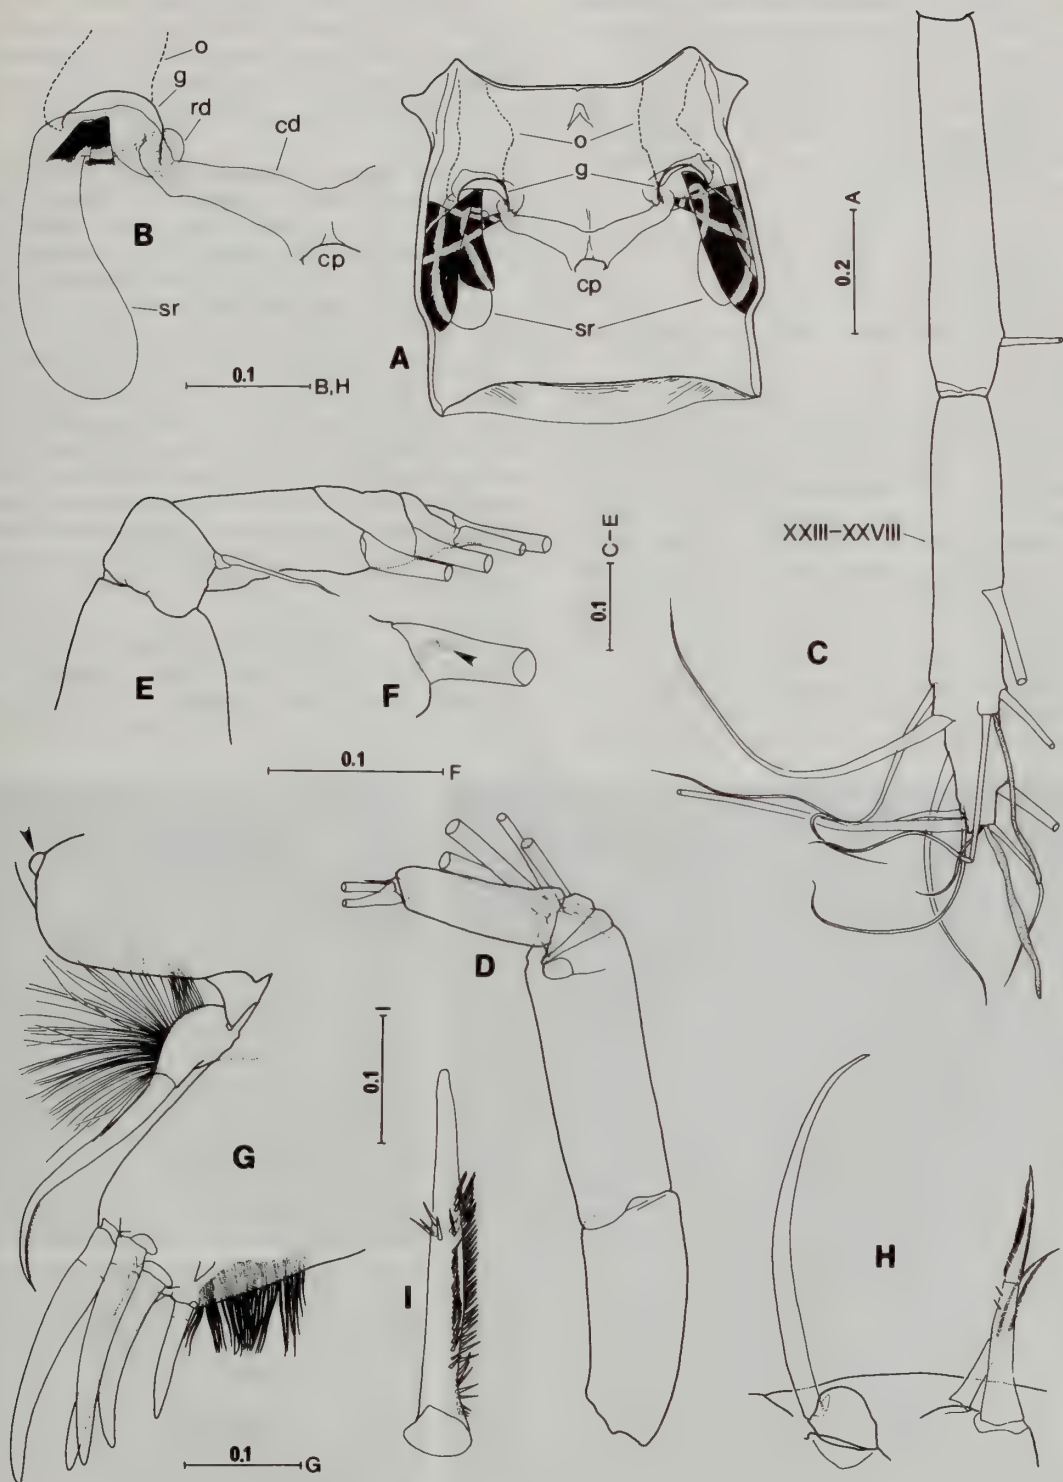 o
g
rd
cd
B
cp
sr
0.1 B,H
o
g
cp
sr
A
0.2 A
XXIII–XXVIII
C
E
F
0.1 C–E
0.1 F
D
G
0.1 I
I
H
0.1 G